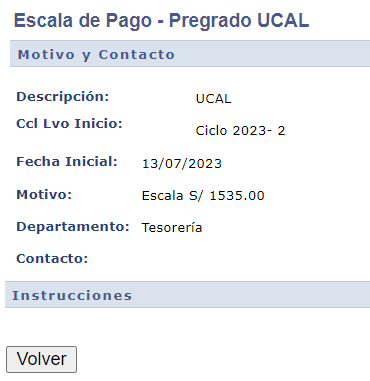 Escala de Pago - Pregrado UCAL
Motivo y Contacto
Descripción: UCAL
Ccl Lvo Inicio: Ciclo 2023- 2
Fecha Inicial: 13/07/2023
Motivo: Escala S/ 1535.00
Departamento: Tesorería
Contacto:
Instrucciones
Volver